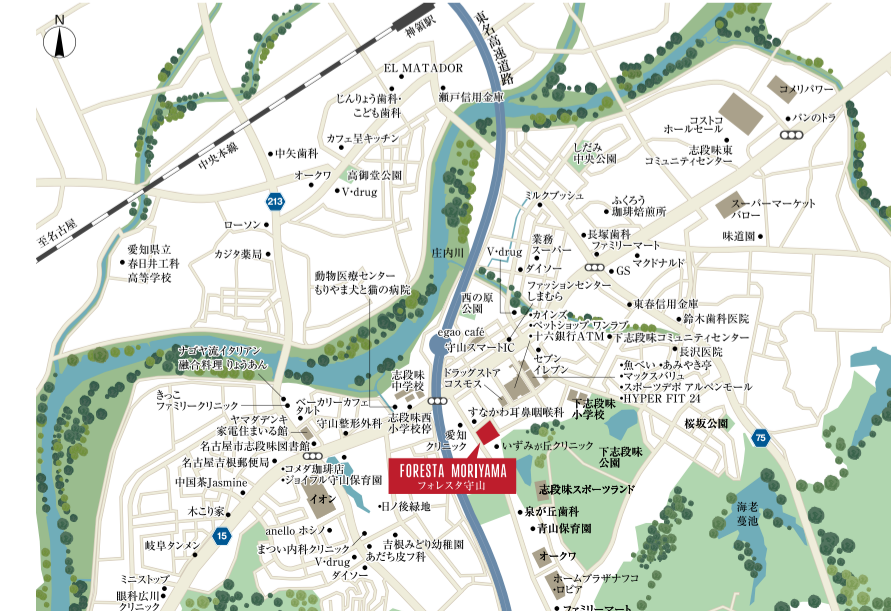 N
神領駅
東名高速道路
EL MATADOR
瀬戸信用金庫
じんりょう歯科・
こども歯科
コメリパワー
コストコ
ホールセール
パンのトラ
志段味東
コミュニティセンター
中央本線
中矢歯科
カフェ呈キッチン
しだみ
中央公園
オークワ
高御堂公園
V・drug
213
ミルクブッシュ
ふくろう
珈琲焙煎所
スーパーマーケット
バロー
至名古屋
ローソン
長塚歯科
味道園
愛知県立
春日井工科
高等学校
カジタ薬局
庄内川
V・drug
業務
スーパー
ファミリーマート
マクドナルド
ダイソー
GS
動物医療センター
もりやま犬と猫の病院
ファッションセンター
しまむら
西の原
公園
東春信用金庫
・カインズ
・ペットショップ ワンラブ
・十六銀行ATM
鈴木歯科医院
egao café
守山スマートIC
下志段味コミュニティセンター
長沢医院
ナゴヤ流イタリアン
融合料理 りょうあん
セブン
イレブン
・魚べい ・あみやき亭
・マックスバリュ
・スポーツデポ アルペンモール
・HYPER FIT 24
志段味
中学校
ドラッグストア
コスモス
きっこ
ファミリークリニック
ベーカリーカフェ
タルト
下志段味
小学校
すなかわ耳鼻咽喉科
志段味西
小学校停
ヤマダデンキ
家電住まいる館
守山整形外科
桜坂公園
愛知
クリニック
いずみが丘クリニック
75
名古屋市志段味図書館
名古屋吉根郵便局
下志段味
公園
FORESTA MORIYAMA
フォレスタ守山
・コメダ珈琲店
・ジョイフル守山保育園
中国茶Jasmine
イオン
志段味スポーツランド
・日ノ後緑地
海老
蔓池
木こり家
泉が丘歯科
青山保育園
15
anello ホシノ
岐阜タンメン
まつい内科クリニック
吉根みどり幼稚園
あだち皮フ科
V・drug
オークワ
ダイソー
ミニストップ
ホームプラザナフコ
・ロピア
眼科広川
クリニック
ファミリーマート